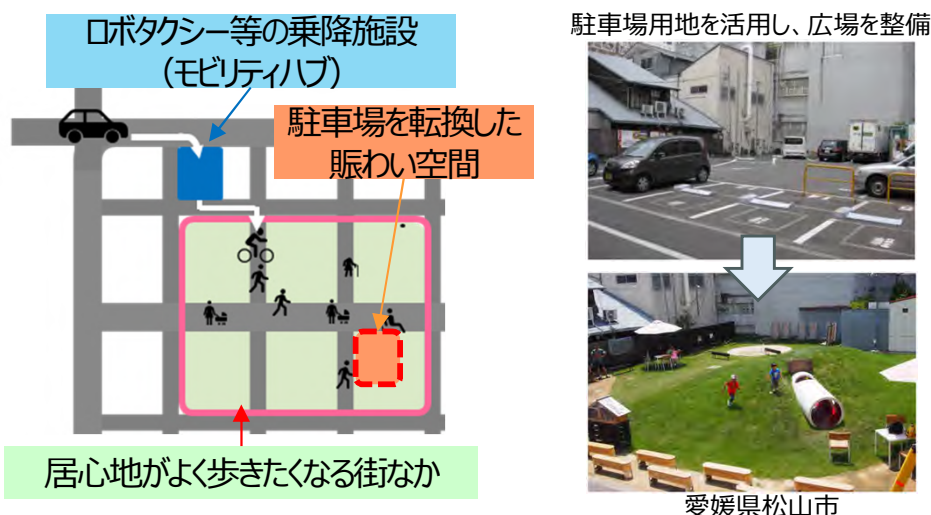 ロボタクシー等の乗降施設
(モビリティハブ)
駐車場を転換した
賑わい空間
居心地がよく歩きたくなる街なか
駐車場用地を活用し、広場を整備
愛媛県松山市